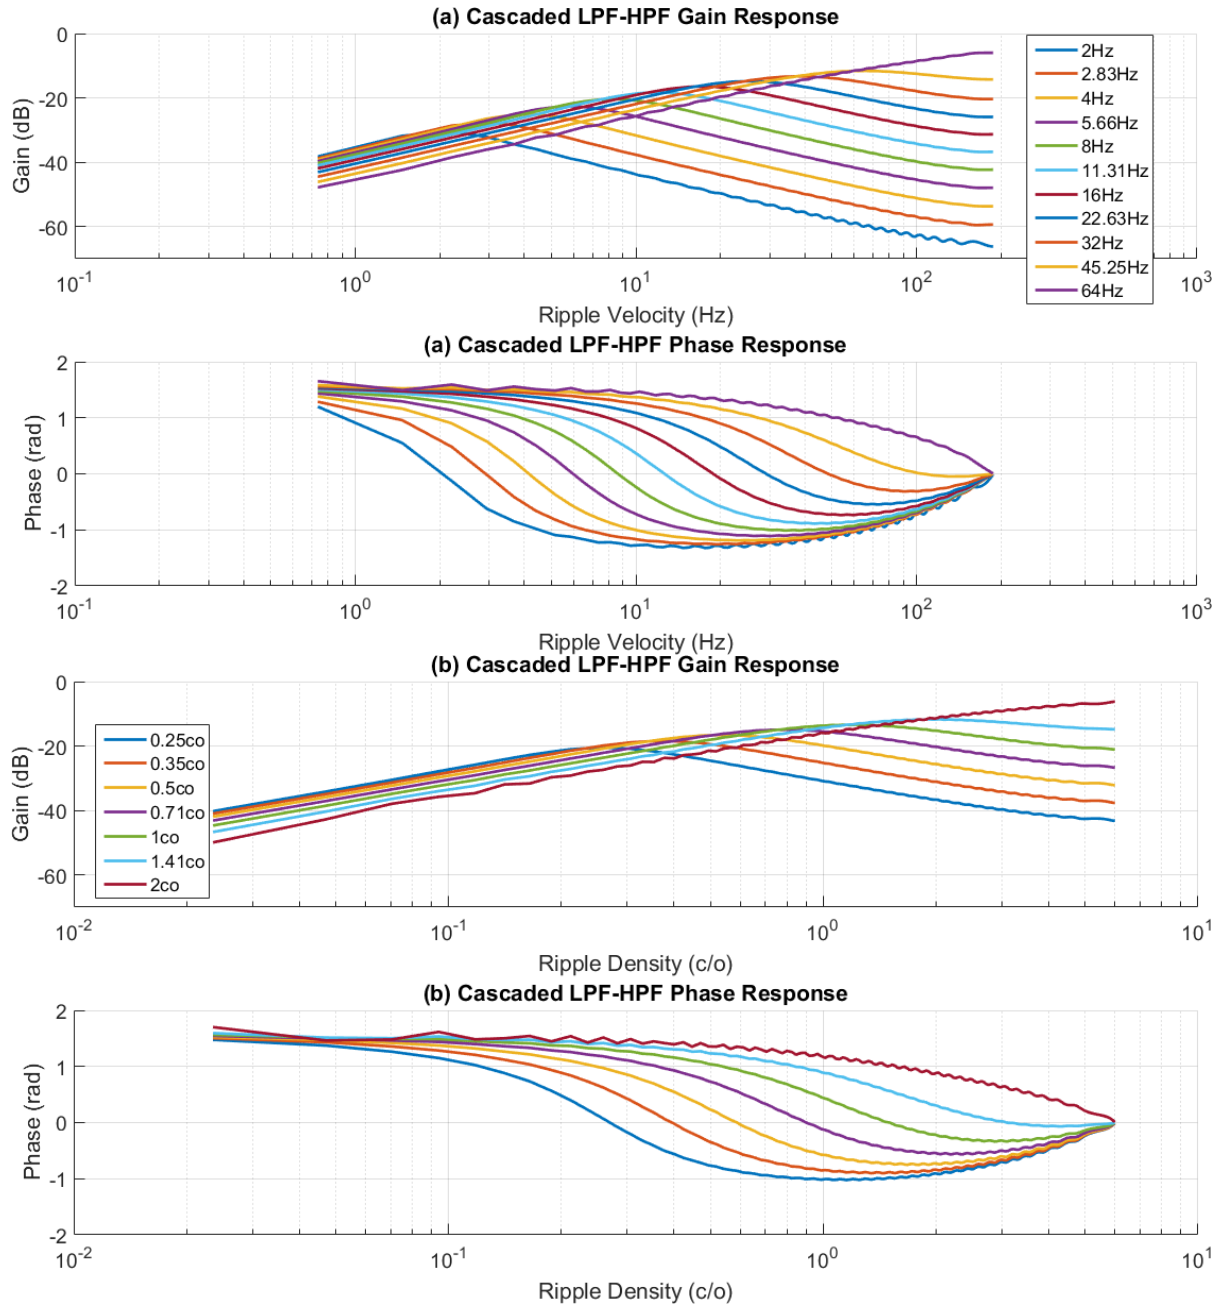 (a) Cascaded LPF-HPF Gain Response
0
-20
-40
-60
Gain (dB)
10^-1
10^0
10^1
10^2
10^3
Ripple Velocity (Hz)
2Hz
2.83Hz
4Hz
5.66Hz
8Hz
11.31Hz
16Hz
22.63Hz
32Hz
45.25Hz
64Hz
(a) Cascaded LPF-HPF Phase Response
2
1
0
-1
-2
Phase (rad)
10^-1
10^0
10^1
10^2
10^3
Ripple Velocity (Hz)
(b) Cascaded LPF-HPF Gain Response
0
-20
-40
-60
Gain (dB)
0.25co
0.35co
0.5co
0.71co
1co
1.41co
2co
10^-2
10^-1
10^0
10^1
Ripple Density (c/o)
(b) Cascaded LPF-HPF Phase Response
2
1
0
-1
-2
Phase (rad)
10^-2
10^-1
10^0
10^1
Ripple Density (c/o)